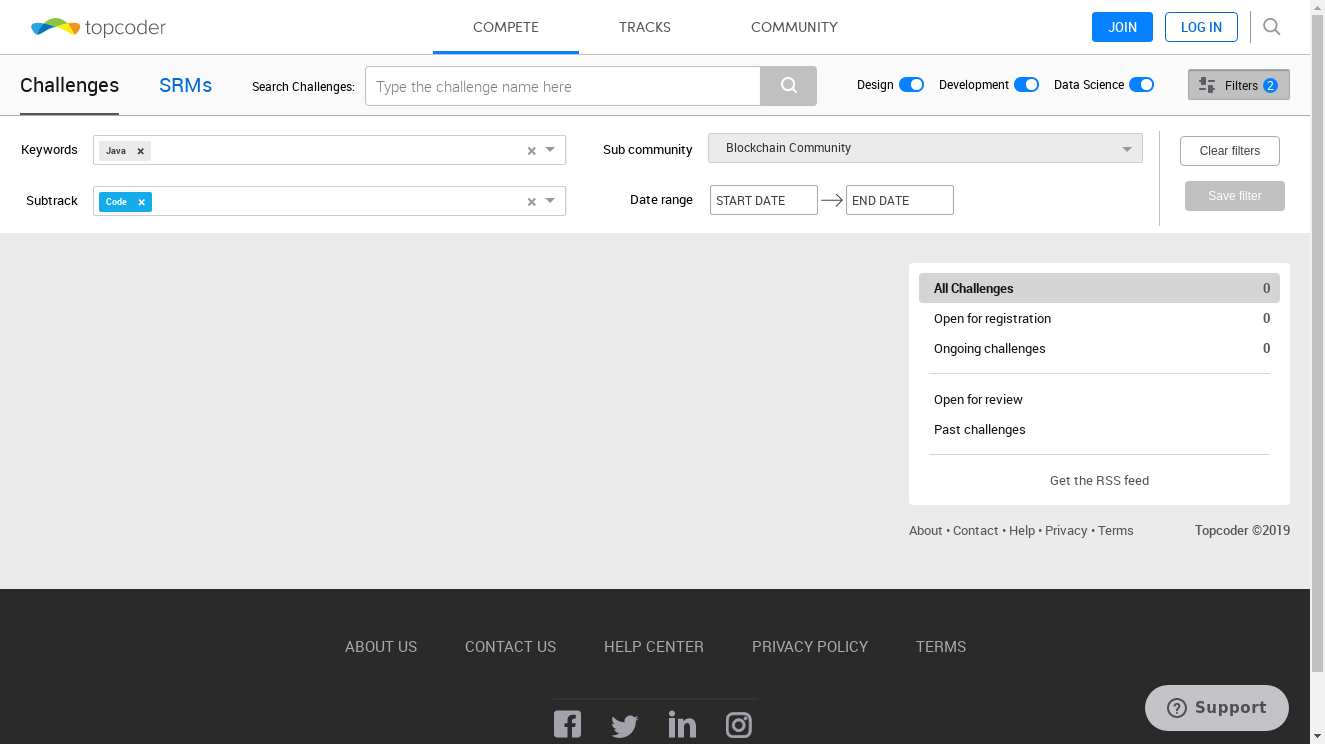 topcoder
COMPETE
TRACKS
COMMUNITY
JOIN
LOG IN
Challenges
SRMs
Search Challenges:
Type the challenge name here
Design
Development
Data Science
Filters 2
Keywords
Java ×
Sub community
Blockchain Community
Clear filters
Subtrack
Code ×
Date range
START DATE
END DATE
Save filter
All Challenges 0
Open for registration 0
Ongoing challenges 0
Open for review
Past challenges
Get the RSS feed
About • Contact • Help • Privacy • Terms
Topcoder ©2019
ABOUT US
CONTACT US
HELP CENTER
PRIVACY POLICY
TERMS
Support